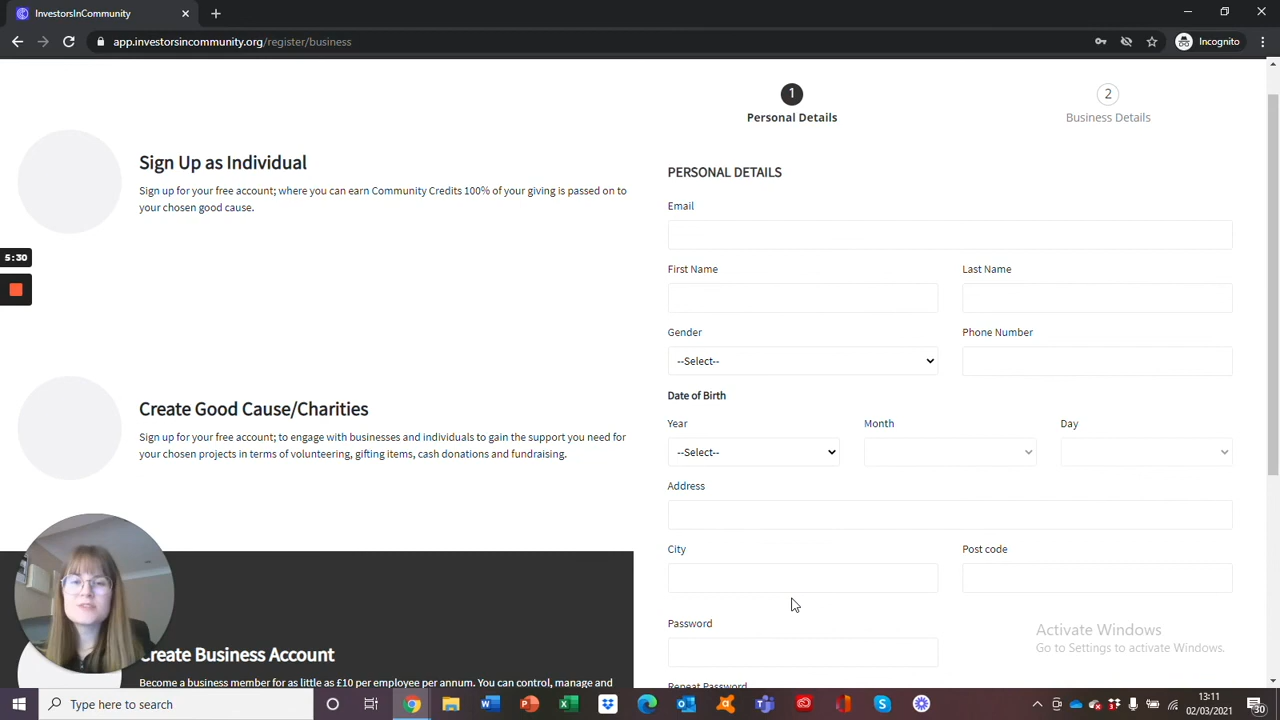 InvestorsInCommunity
app.investorsincommunity.org/register/business
Incognito
1
Personal Details
2
Business Details
Sign Up as Individual
Sign up for your free account; where you can earn Community Credits 100% of your giving is passed on to
your chosen good cause.
5:30
Create Good Cause/Charities
Sign up for your free account; to engage with businesses and individuals to gain the support you need for
your chosen projects in terms of volunteering, gifting items, cash donations and fundraising.
Create Business Account
Become a business member for as little as £10 per employee per annum. You can control, manage and
PERSONAL DETAILS
Email
First Name
Last Name
Gender
Phone Number
--Select--
Date of Birth
Year
Month
Day
--Select--
Address
City
Post code
Password
Repeat Password
Activate Windows
Go to Settings to activate Windows.
Type here to search
13:11
02/03/2021
30